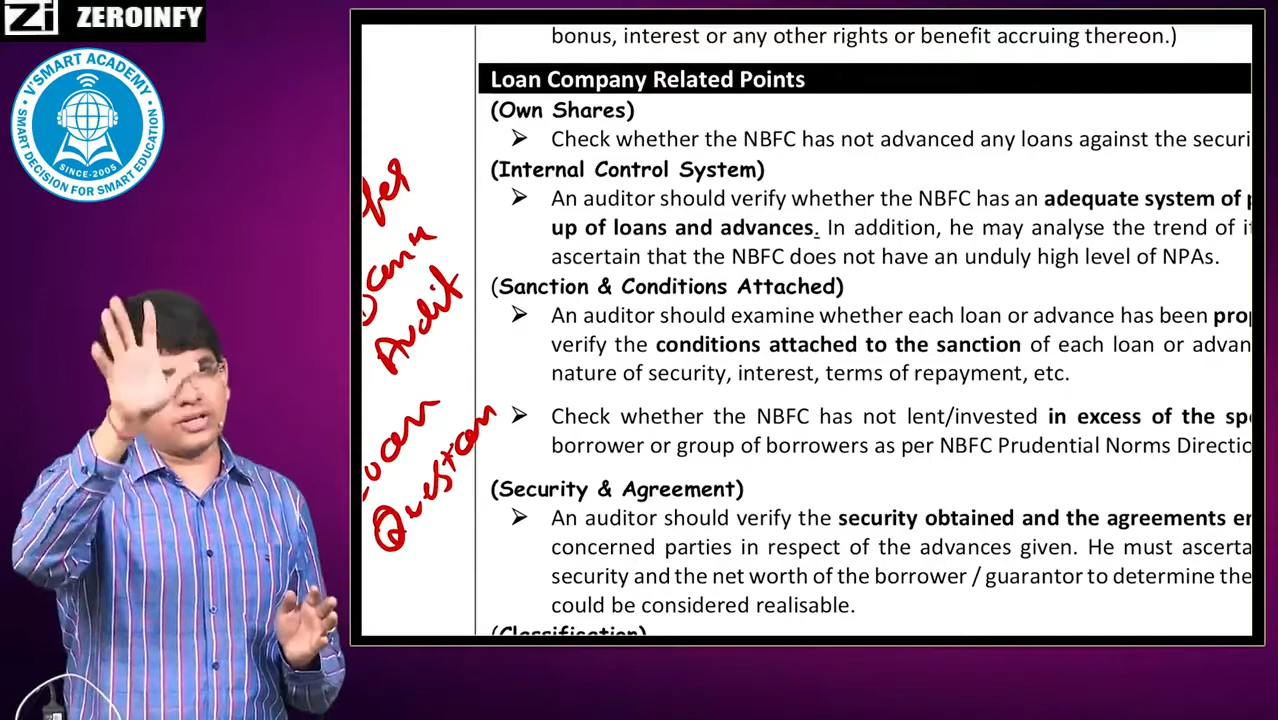 Zi ZEROINFY
V'SMART ACADEMY
SMART DECISION FOR SMART EDUCATION
SINCE-2005
bonus, interest or any other rights or benefit accruing thereon.)
Loan Company Related Points
(Own Shares)
➢ Check whether the NBFC has not advanced any loans against the securi
(Internal Control System)
➢ An auditor should verify whether the NBFC has an adequate system of p
up of loans and advances. In addition, he may analyse the trend of it
ascertain that the NBFC does not have an unduly high level of NPAs.
(Sanction & Conditions Attached)
➢ An auditor should examine whether each loan or advance has been prop
verify the conditions attached to the sanction of each loan or advan
nature of security, interest, terms of repayment, etc.
➢ Check whether the NBFC has not lent/invested in excess of the spe
borrower or group of borrowers as per NBFC Prudential Norms Directio
(Security & Agreement)
➢ An auditor should verify the security obtained and the agreements en
concerned parties in respect of the advances given. He must ascerta
security and the net worth of the borrower / guarantor to determine the
could be considered realisable.
(Classification)
Audit
Question